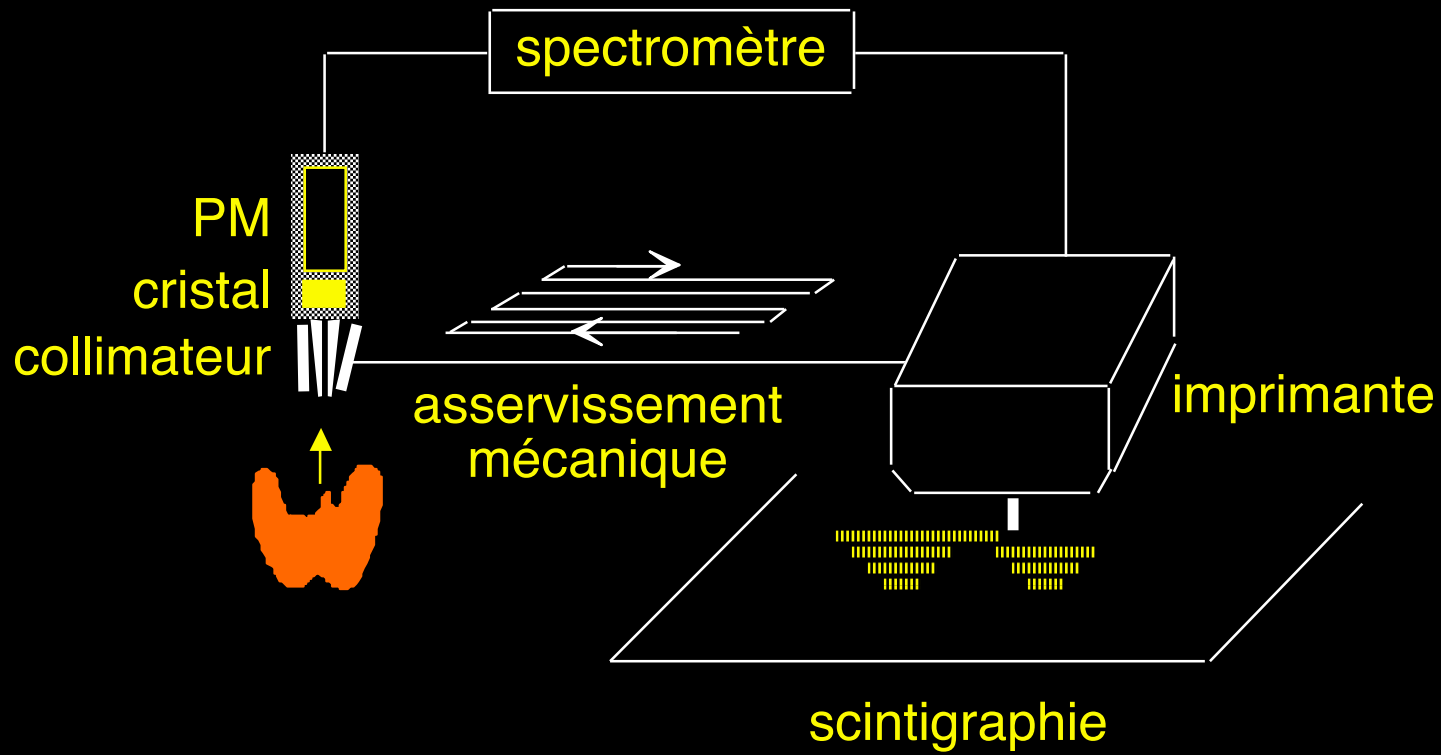 spectromètre
PM
cristal
collimateur
asservissement
mécanique
imprimante
scintigraphie